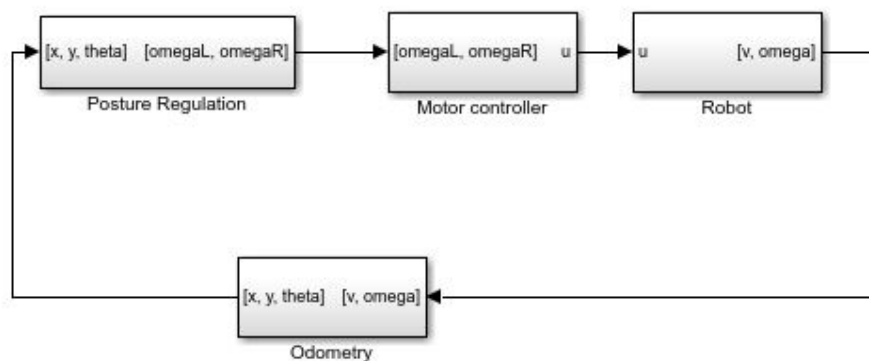 [x, y, theta] [omegaL, omegaR]
Posture Regulation
[omegaL, omegaR] u
Motor controller
u [v, omega]
Robot
[x, y, theta] [v, omega]
Odometry